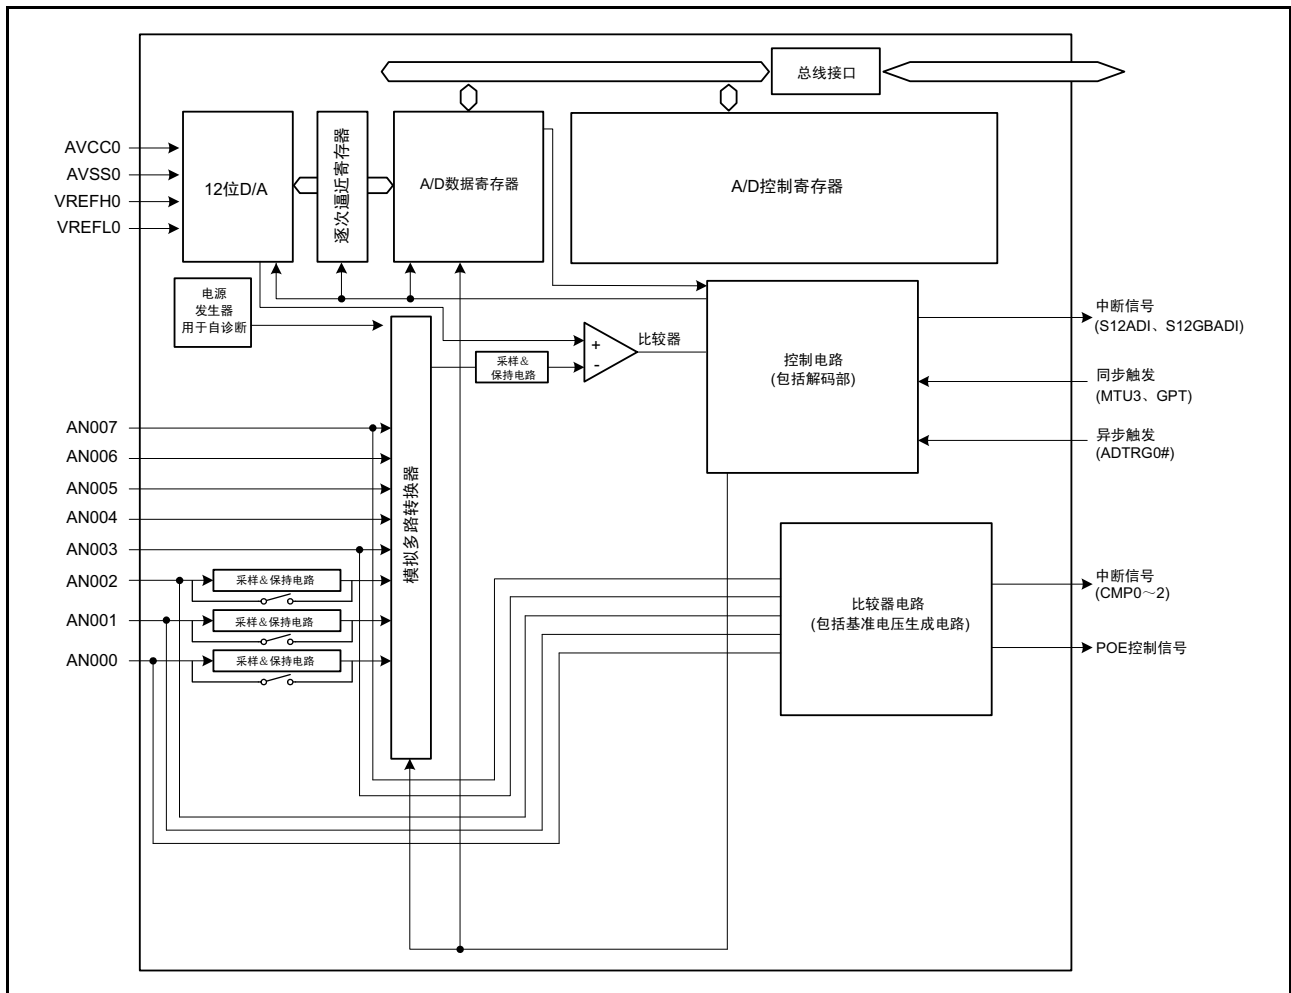 总线接口
AVCC0
AVSS0
VREFH0
VREFL0
12位D/A
逐次逼近寄存器
A/D数据寄存器
A/D控制寄存器
电源
发生器
用于自诊断
采样&
保持电路
+
-
比较器
控制电路
(包括解码部)
中断信号
(S12ADI、S12GBADI)
同步触发
(MTU3、GPT)
异步触发
(ADTRG0#)
AN007
AN006
AN005
AN004
AN003
AN002
AN001
AN000
采样&保持电路
采样&保持电路
采样&保持电路
模拟多路转换器
比较器电路
(包括基准电压生成电路)
中断信号
(CMP0～2)
POE控制信号